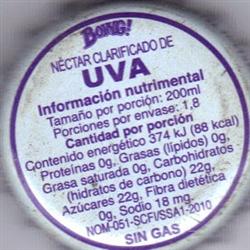 BOING!
NÉCTAR CLARIFICADO DE
UVA
Información nutrimental
Tamaño por porción: 200ml
Porciones por envase: 1,8
Cantidad por porción
Contenido energético 374 kJ (88 kcal)
Proteínas 0g, Grasas (lípidos) 0g,
Grasa saturada 0g, Carbohidratos
(hidratos de carbono) 22g,
Azúcares 22g, Fibra dietética
0g, Sodio 18 mg.
NOM-051-SCFI/SSA1-2010
SIN GAS